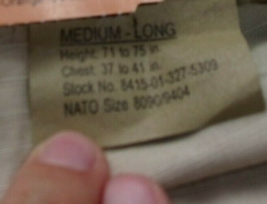 MEDIUM - LONG
Height: 71 to 75 in.
Chest: 37 to 41 in.
Stock No. 8415-01-327-5309
NATO Size 8090/9404